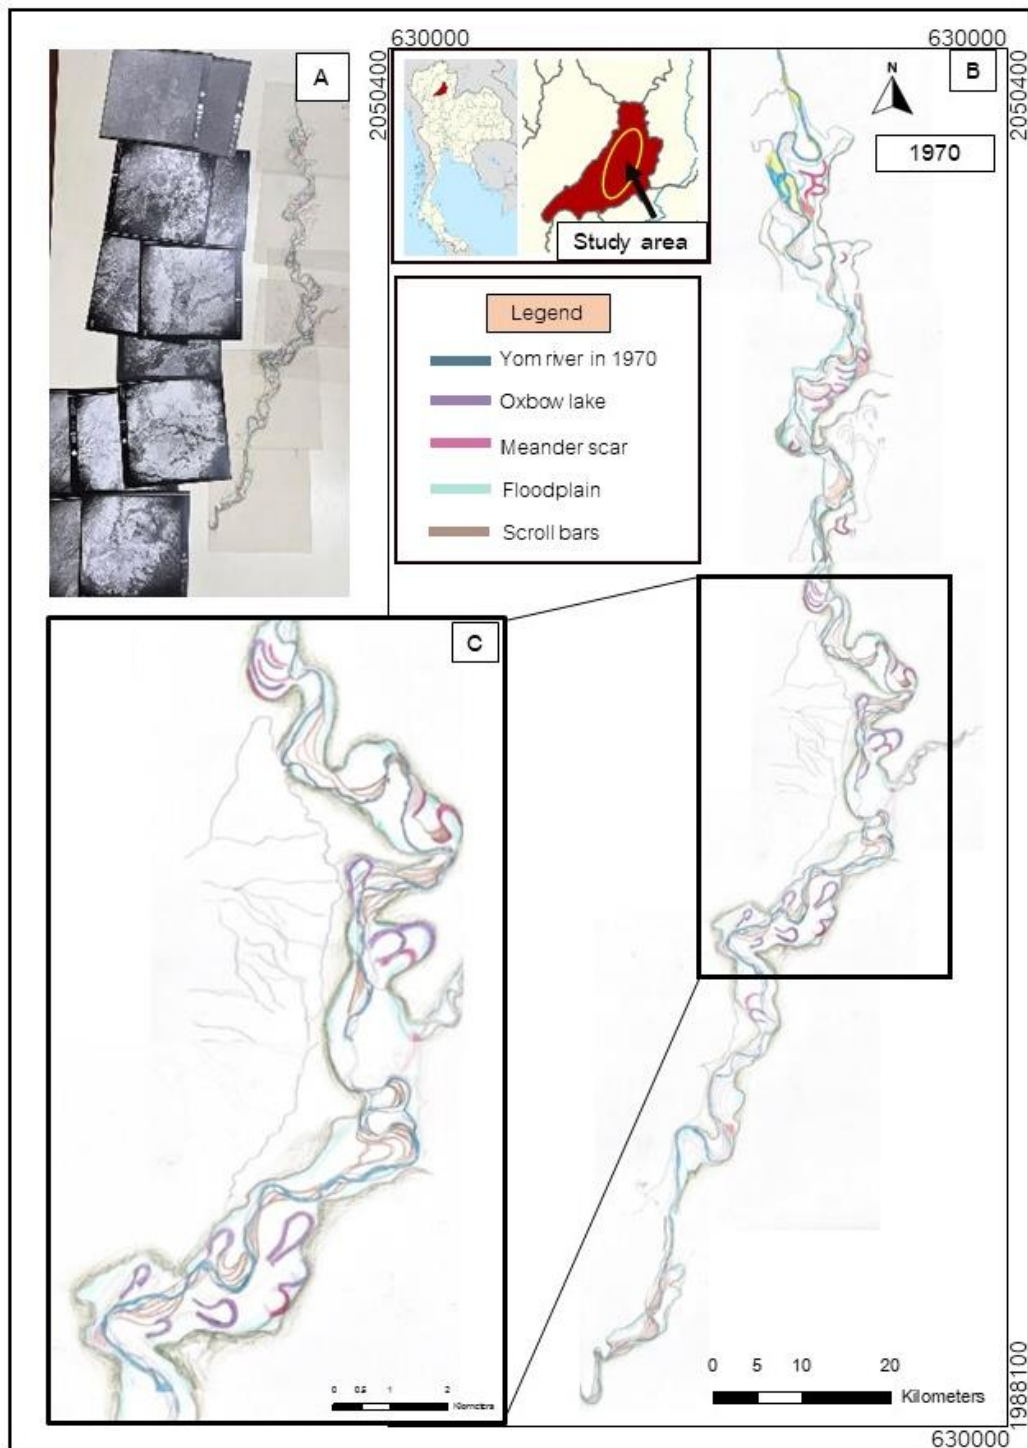 A
630000
630000
2050400
2050400
B
N
1970
Study area
Legend
Yom river in 1970
Oxbow lake
Meander scar
Floodplain
Scroll bars
C
0 0.5 1 2
Kilometers
0 5 10 20
Kilometers
1988100
630000